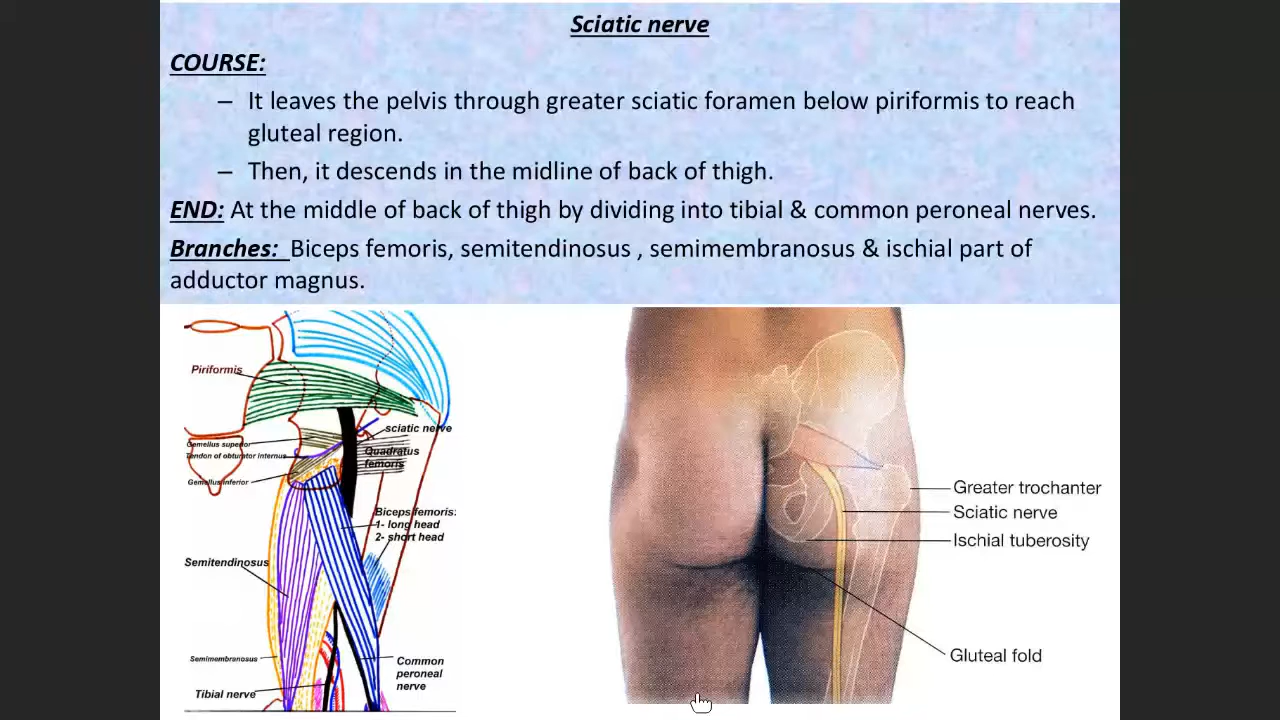 Sciatic nerve
COURSE:
– It leaves the pelvis through greater sciatic foramen below piriformis to reach
gluteal region.
– Then, it descends in the midline of back of thigh.
END: At the middle of back of thigh by dividing into tibial & common peroneal nerves.
Branches: Biceps femoris, semitendinosus , semimembranosus & ischial part of
adductor magnus.
Piriformis
sciatic nerve
Gemellus superior
Tendon of obturator internus
Quadratus
femoris
Gemellus inferior
Biceps femoris:
1- long head
2- short head
Semitendinosus
Semimembranosus
Common
peroneal
nerve
Tibial nerve
Greater trochanter
Sciatic nerve
Ischial tuberosity
Gluteal fold